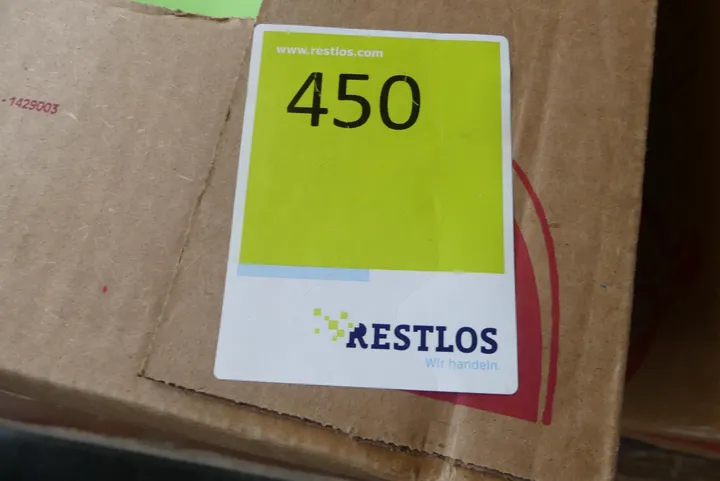 www.restlos.com
450
- 1429003
RESTLOS
Wir handeln.